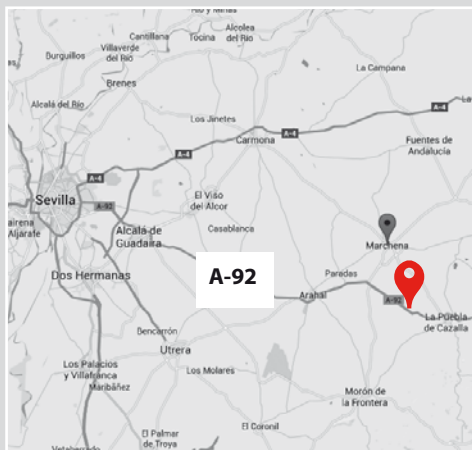 Cantillana
Alcolea
del Río
Villaverde
del Río
Tocina
Burguillos
Brenes
La Campana
Alcalá del Río
Los Jinetes
A-4
Carmona
A-4
A-4
Fuentes de
Andalucía
A-4
Sevilla
A-92
El Viso
del Alcor
Alcalá de
Guadaira
Casablanca
Mairena
Aljarafe
Marchena
Dos Hermanas
A-92
Paradas
Arahal
A-92
La Puebla
de Cazalla
Bencarrón
Utrera
Los Palacios
y Villafranca
Maribáñez
Los Molares
Morón de
la Frontera
El Palmar
de Troya
El Coronil